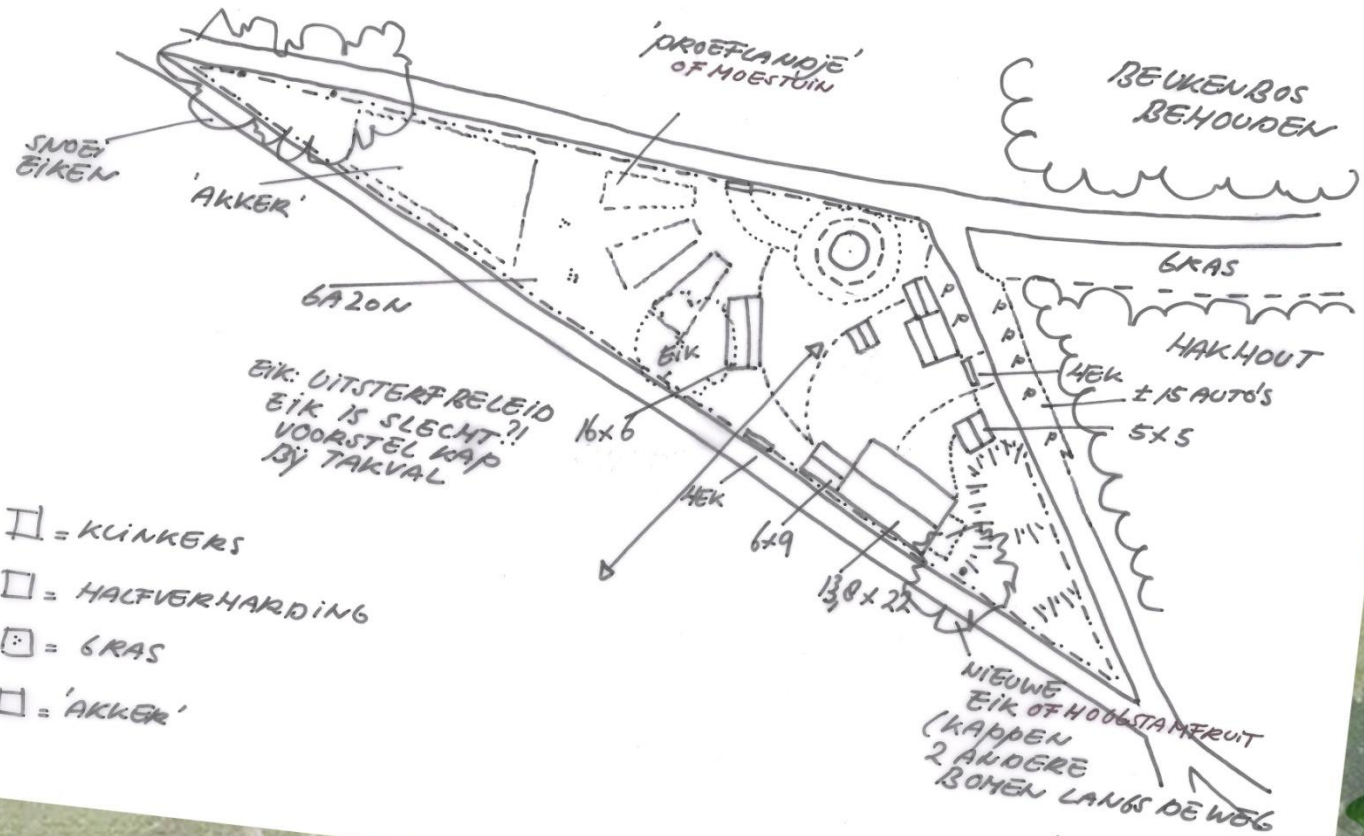 'PROEFLANDJE'
OF MOESTUIN
BEUKENBOS
BEHOUDEN
SNOEI
EIKEN
'AKKER'
GAZON
GRAS
HAKHOUT
HEK
± 15 AUTO'S
5x5
P
P
P
P
P
P
P
P
EIK
EIK: UITSTERFBELEID
EIK IS SLECHT?!
VOORSTEL KAP
BIJ TAKVAL
16x6
HEK
6x9
13,8 x 22
NIEUWE
EIK OF HOOGSTAMFRUIT
(KAPPEN
2 ANDERE
BOMEN LANGS DE WEG
= KLINKERS
= HALFVERHARDING
= GRAS
= 'AKKER'